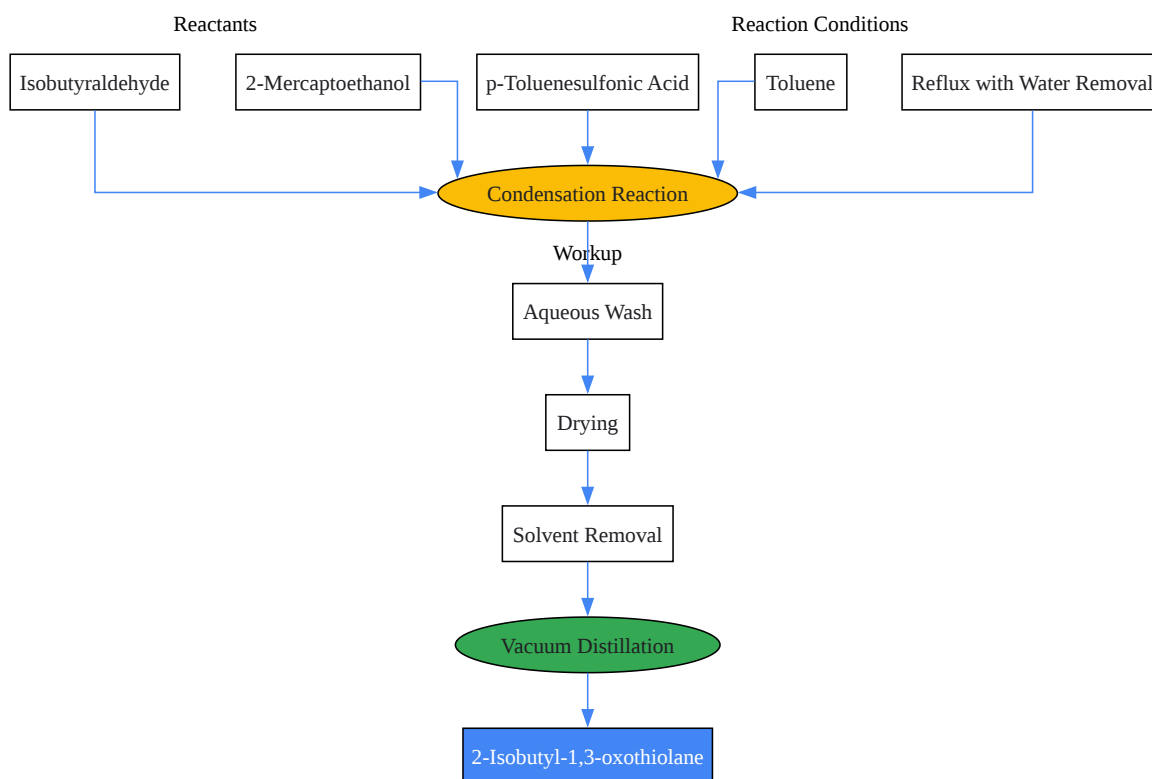 Reactants
Reaction Conditions
Isobutyraldehyde
2-Mercaptoethanol
p-Toluenesulfonic Acid
Toluene
Reflux with Water Removal
Condensation Reaction
Workup
Aqueous Wash
Drying
Solvent Removal
Vacuum Distillation
2-Isobutyl-1,3-oxothiolane